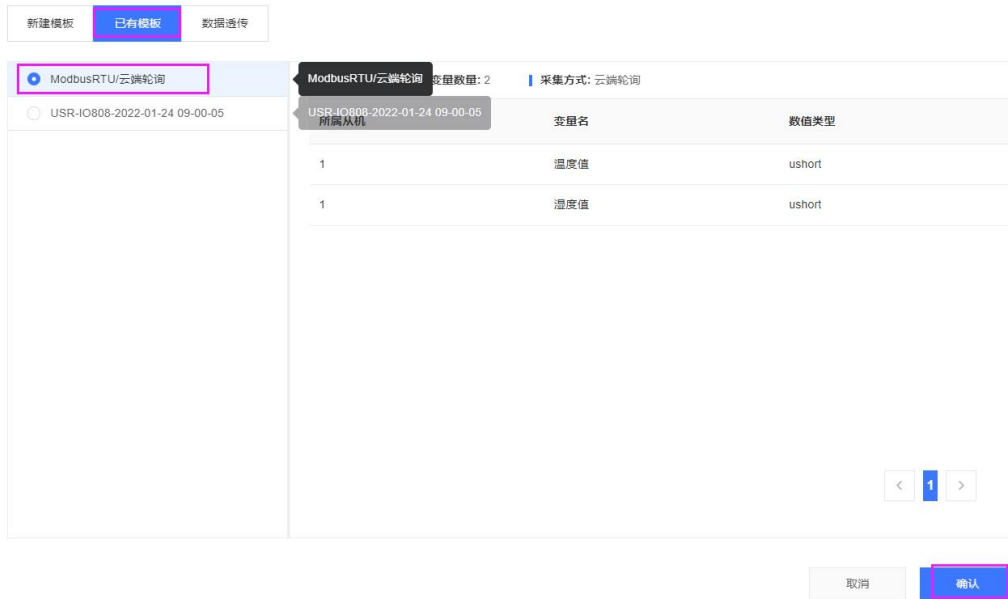 新建模板 已有模板 数据透传
ModbusRTU/云端轮询
USR-IO808-2022-01-24 09-00-05
ModbusRTU/云端轮询 变量数量: 2 采集方式: 云端轮询
USR-IO808-2022-01-24 09-00-05
所属从机 变量名 数值类型
1 温度值 ushort
1 湿度值 ushort
< 1 >
取消 确认